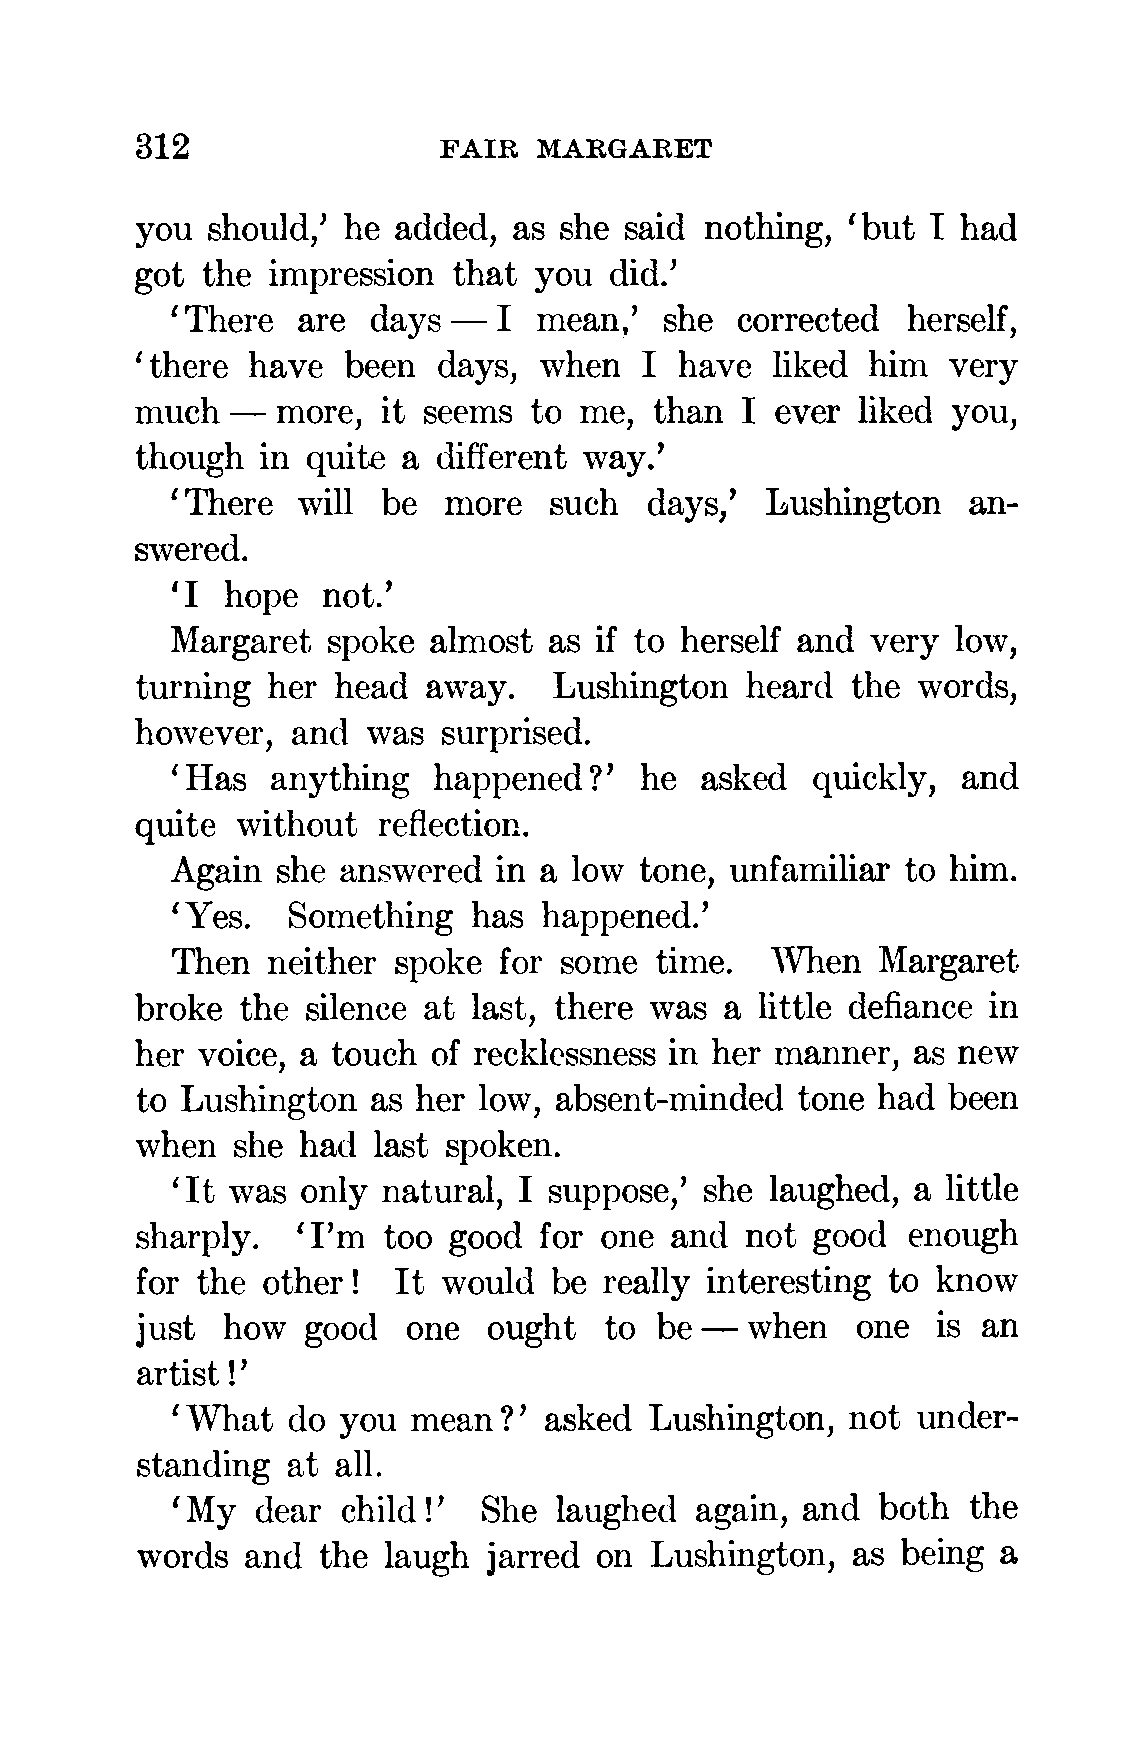 312 FAIR MARGARET
you should,' he added, as she said nothing, 'but I had
got the impression that you did.'
'There are days — I mean,' she corrected herself,
'there have been days, when I have liked him very
much — more, it seems to me, than I ever liked you,
though in quite a different way.'
'There will be more such days,' Lushington an-
swered.
'I hope not.'
Margaret spoke almost as if to herself and very low,
turning her head away. Lushington heard the words,
however, and was surprised.
'Has anything happened?' he asked quickly, and
quite without reflection.
Again she answered in a low tone, unfamiliar to him.
'Yes. Something has happened.'
Then neither spoke for some time. When Margaret
broke the silence at last, there was a little defiance in
her voice, a touch of recklessness in her manner, as new
to Lushington as her low, absent-minded tone had been
when she had last spoken.
'It was only natural, I suppose,' she laughed, a little
sharply. 'I'm too good for one and not good enough
for the other! It would be really interesting to know
just how good one ought to be — when one is an
artist!'
'What do you mean?' asked Lushington, not under-
standing at all.
'My dear child!' She laughed again, and both the
words and the laugh jarred on Lushington, as being a